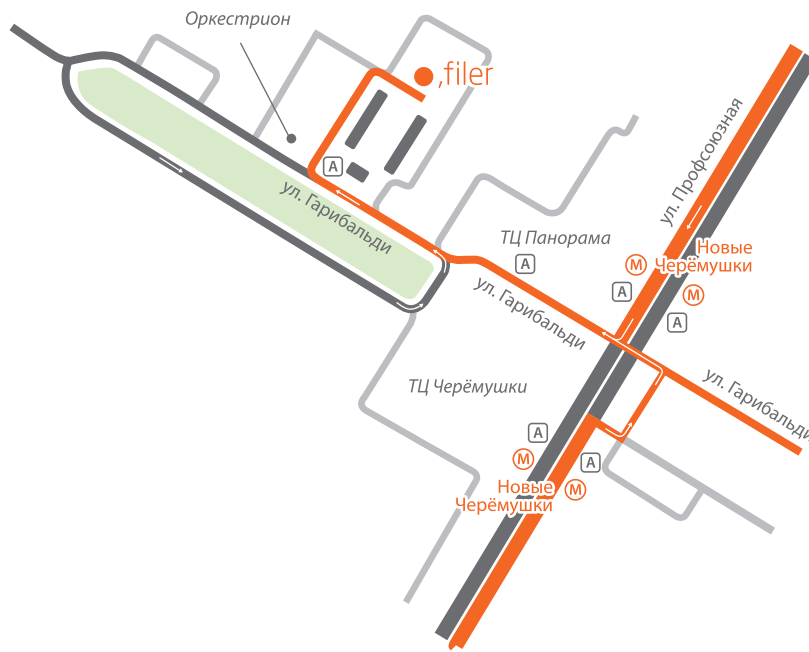 Оркестрион
,filer
ул. Профсоюзная
А
ул. Гарибальди
ТЦ Панорама
А
Новые
Черёмушки
М
А
М
А
ул. Гарибальди
ул. Гарибальди
ТЦ Черёмушки
А
М
А
Новые
Черёмушки
М